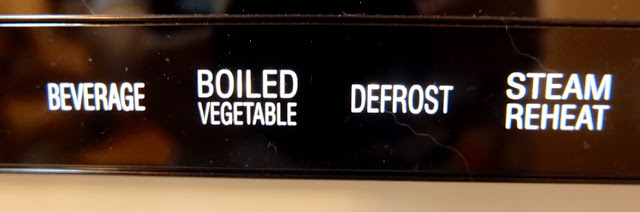 BEVERAGE
BOILED
VEGETABLE
DEFROST
STEAM
REHEAT